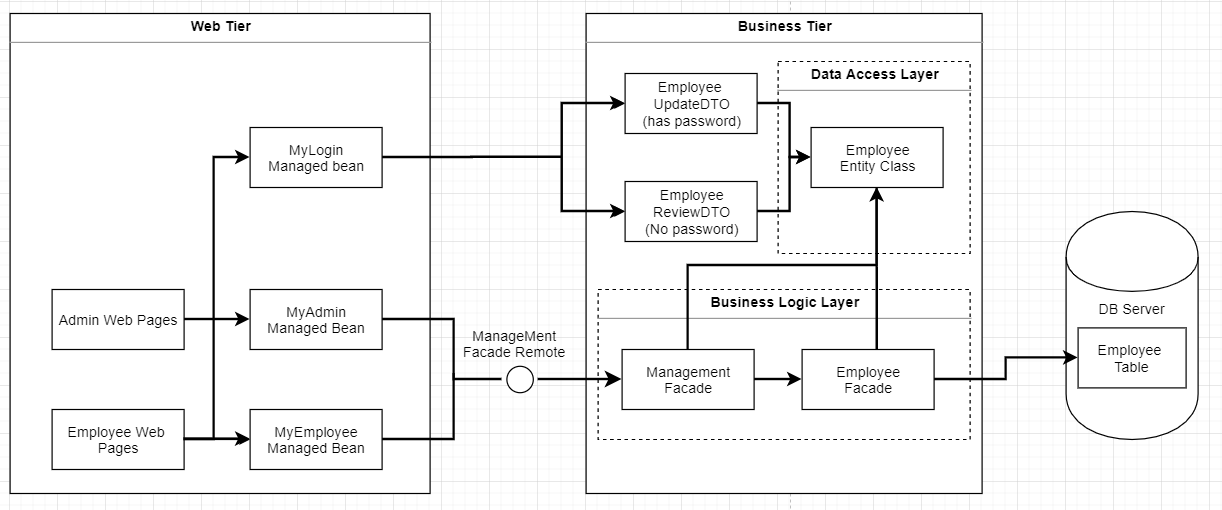 Web Tier
MyLogin
Managed bean
Admin Web Pages
MyAdmin
Managed Bean
Employee Web
Pages
MyEmployee
Managed Bean
ManageMent
Facade Remote
Business Tier
Employee
UpdateDTO
(has password)
Employee
ReviewDTO
(No password)
Data Access Layer
Employee
Entity Class
Business Logic Layer
Management
Facade
Employee
Facade
DB Server
Employee
Table